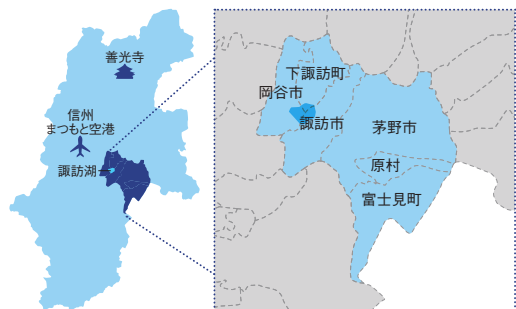 善光寺
信州
まつもと空港
諏訪湖
下諏訪町
岡谷市
諏訪市
茅野市
原村
富士見町